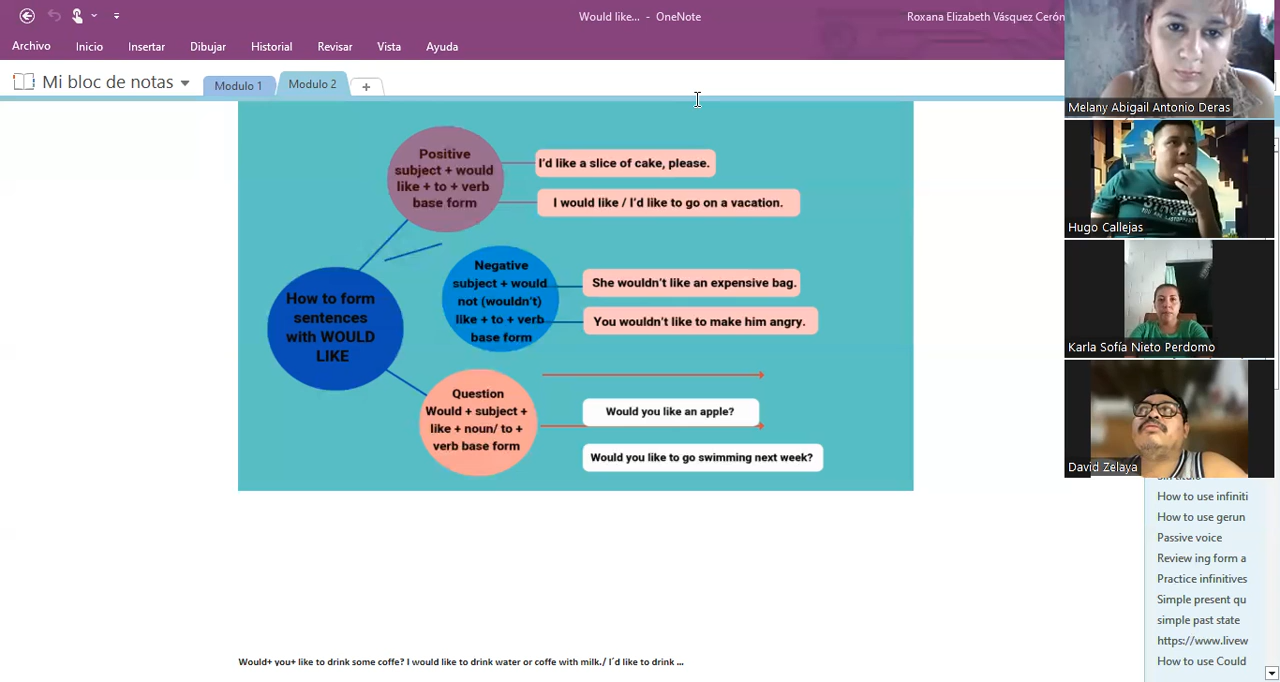 Would like... - OneNote
Roxana Elizabeth Vásquez Cerón
Archivo
Inicio
Insertar
Dibujar
Historial
Revisar
Vista
Ayuda
Mi bloc de notas
Modulo 1
Modulo 2
+
Positive
subject + would
like + to + verb
base form
I'd like a slice of cake, please.
I would like / I'd like to go on a vacation.
How to form
sentences
with WOULD
LIKE
Negative
subject + would
not (wouldn't)
like + to + verb
base form
She wouldn't like an expensive bag.
You wouldn't like to make him angry.
Question
Would + subject +
like + noun/ to +
verb base form
Would you like an apple?
Would you like to go swimming next week?
Would+ you+ like to drink some coffe? I would like to drink water or coffe with milk./ I´d like to drink ...
Melany Abigail Antonio Deras
Hugo Callejas
Karla Sofía Nieto Perdomo
David Zelaya
How to use infiniti
How to use gerun
Passive voice
Review ing form a
Practice infinitives
Simple present qu
simple past state
https://www.livew
How to use Could